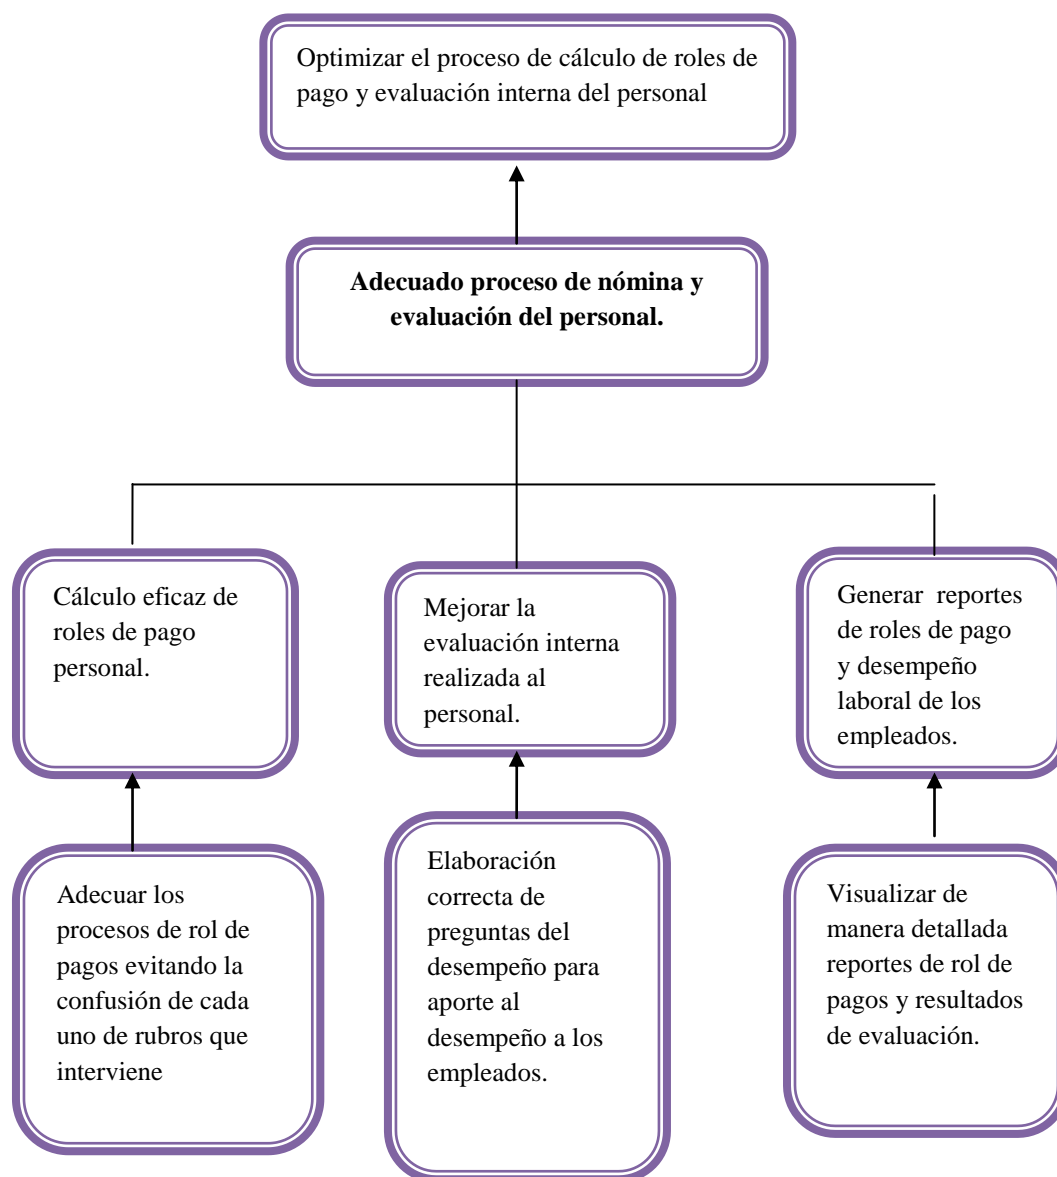 Optimizar el proceso de cálculo de roles de
pago y evaluación interna del personal
Adecuado proceso de nómina y
evaluación del personal.
Cálculo eficaz de
roles de pago
personal.
Mejorar la
evaluación interna
realizada al
personal.
Generar reportes
de roles de pago
y desempeño
laboral de los
empleados.
Adecuar los
procesos de rol de
pagos evitando la
confusión de cada
uno de rubros que
interviene
Elaboración
correcta de
preguntas del
desempeño para
aporte al
desempeño a los
empleados.
Visualizar de
manera detallada
reportes de rol de
pagos y resultados
de evaluación.